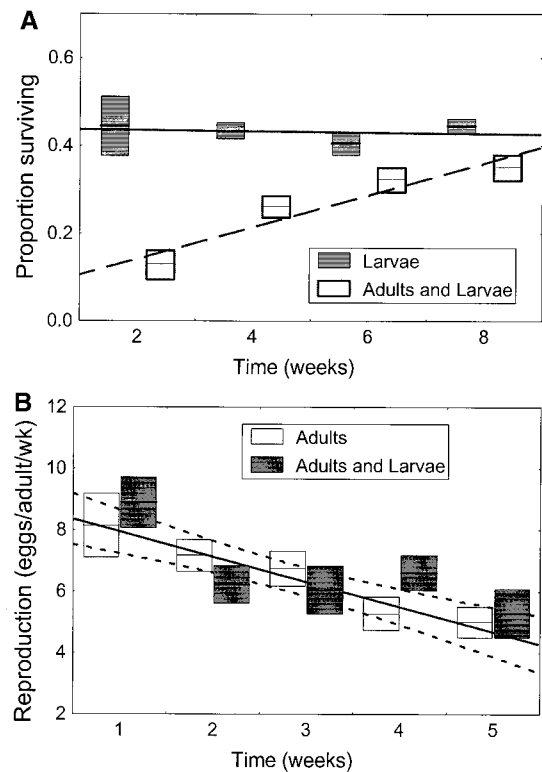 A
Proportion surviving
0.6
0.4
0.2
0.0
Larvae
Adults and Larvae
2 4 6 8
Time (weeks)
B
Reproduction (eggs/adult/wk)
12
10
8
6
4
2
Adults
Adults and Larvae
1 2 3 4 5
Time (weeks)